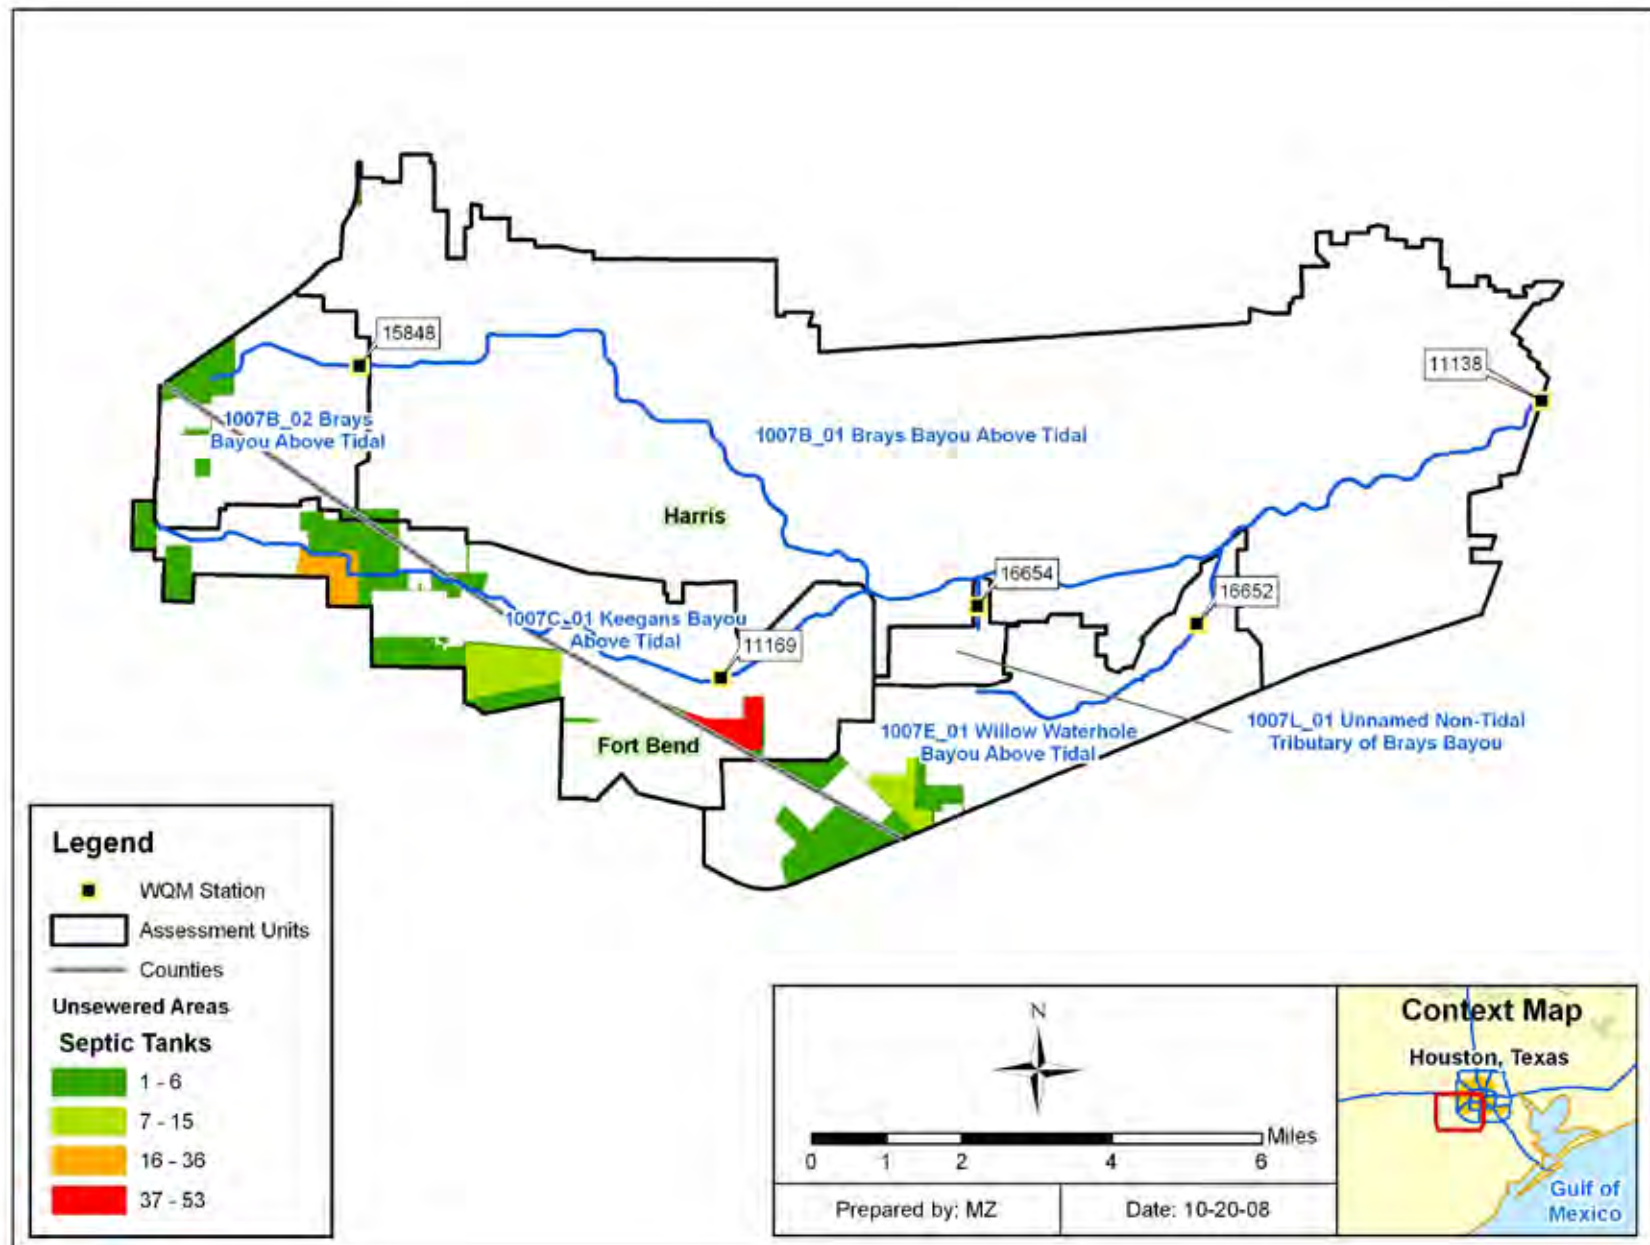 15848
11138
1007B_02 Brays
Bayou Above Tidal
1007B_01 Brays Bayou Above Tidal
Harris
16654
16652
1007C_01 Keegans Bayou
Above Tidal
11169
1007E_01 Willow Waterhole
Bayou Above Tidal
1007L_01 Unnamed Non-Tidal
Tributary of Brays Bayou
Fort Bend
Legend
WQM Station
Assessment Units
Counties
Unsewered Areas
Septic Tanks
1 - 6
7 - 15
16 - 36
37 - 53
N
Miles
0 1 2 4 6
Prepared by: MZ
Date: 10-20-08
Context Map
Houston, Texas
Gulf of
Mexico